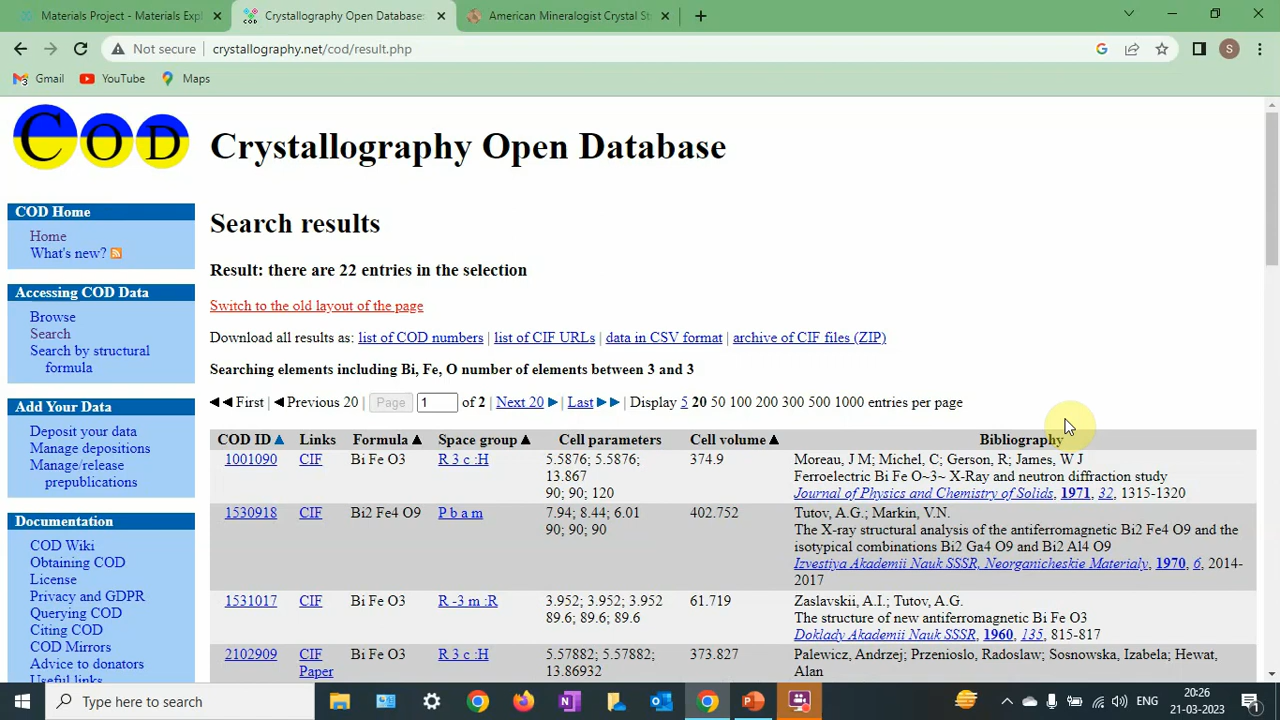 Materials Project - Materials Expl
Crystallography Open Database:
American Mineralogist Crystal St
Not secure | crystallography.net/cod/result.php
S
Gmail YouTube Maps
COD
Crystallography Open Database
COD Home
Home
What's new?
Accessing COD Data
Browse
Search
Search by structural
formula
Add Your Data
Deposit your data
Manage depositions
Manage/release
prepublications
Documentation
COD Wiki
Obtaining COD
License
Privacy and GDPR
Querying COD
Citing COD
COD Mirrors
Advice to donators
Useful links
Search results
Result: there are 22 entries in the selection
Switch to the old layout of the page
Download all results as: list of COD numbers | list of CIF URLs | data in CSV format | archive of CIF files (ZIP)
Searching elements including Bi, Fe, O number of elements between 3 and 3
First | Previous 20 | Page 1 of 2 Next 20 | Last | Display 5 20 50 100 200 300 500 1000 entries per page
COD ID Links Formula Space group Cell parameters Cell volume Bibliography
1001090 CIF Bi Fe O3 R 3 c :H 5.5876; 5.5876; 374.9 Moreau, J M; Michel, C; Gerson, R; James, W J
13.867 Ferroelectric Bi Fe O~3~ X-Ray and neutron diffraction study
90; 90; 120 Journal of Physics and Chemistry of Solids, 1971, 32, 1315-1320
1530918 CIF Bi2 Fe4 O9 P b a m 7.94; 8.44; 6.01 402.752 Tutov, A.G.; Markin, V.N.
90; 90; 90 The X-ray structural analysis of the antiferromagnetic Bi2 Fe4 O9 and the
isotypical combinations Bi2 Ga4 O9 and Bi2 Al4 O9
Izvestiya Akademii Nauk SSSR, Neorganicheskie Materialy, 1970, 6, 2014-
2017
1531017 CIF Bi Fe O3 R -3 m :R 3.952; 3.952; 3.952 61.719 Zaslavskii, A.I.; Tutov, A.G.
89.6; 89.6; 89.6 The structure of new antiferromagnetic Bi Fe O3
Doklady Akademii Nauk SSSR, 1960, 135, 815-817
2102909 CIF Bi Fe O3 R 3 c :H 5.57882; 5.57882; 373.827 Palewicz, Andrzej; Przenioslo, Radoslaw; Sosnowska, Izabela; Hewat,
Paper 13.86932 Alan
Type here to search
ENG
20:26
21-03-2023
1